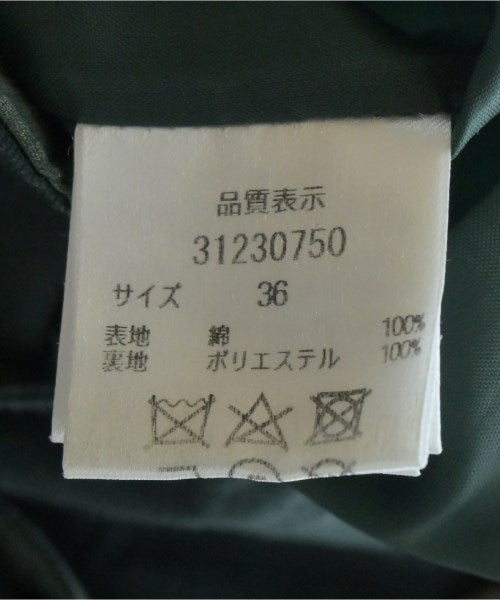 品質表示
31230750
サイズ 36
表地 綿 100%
裏地 ポリエステル 100%